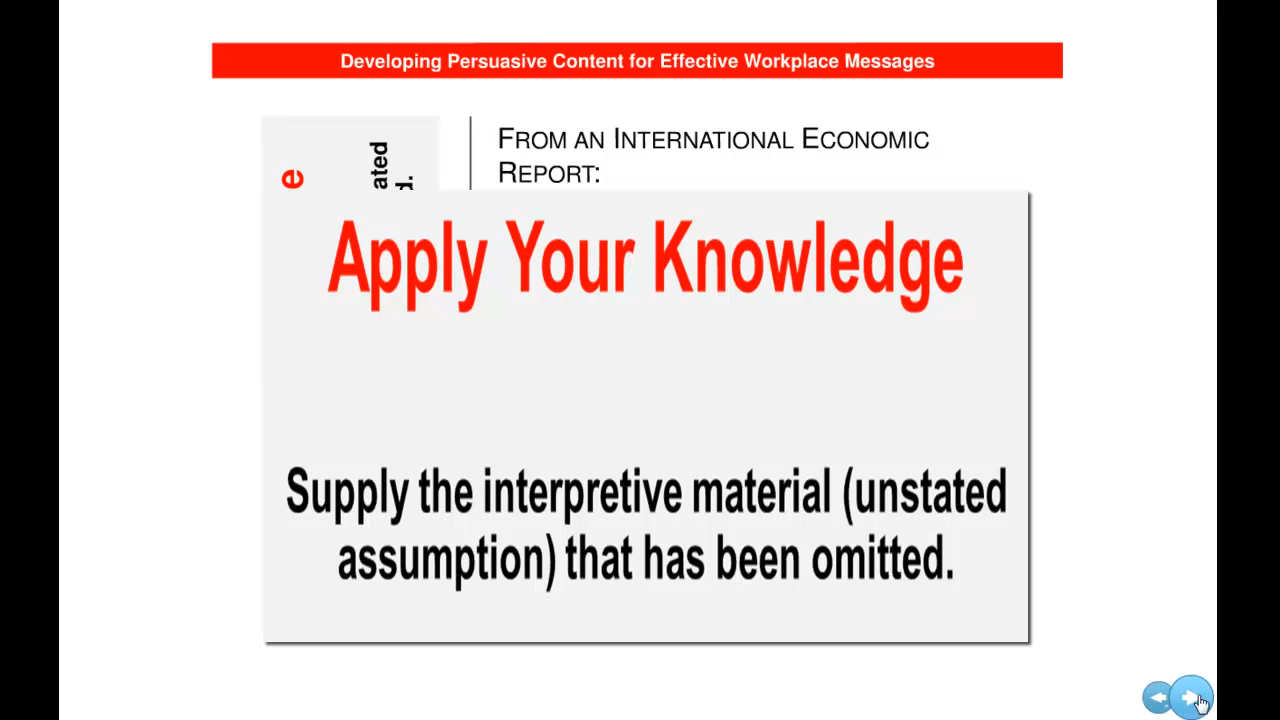 Developing Persuasive Content for Effective Workplace Messages
FROM AN INTERNATIONAL ECONOMIC
REPORT:
Apply Your Knowledge
Supply the interpretive material (unstated
assumption) that has been omitted.